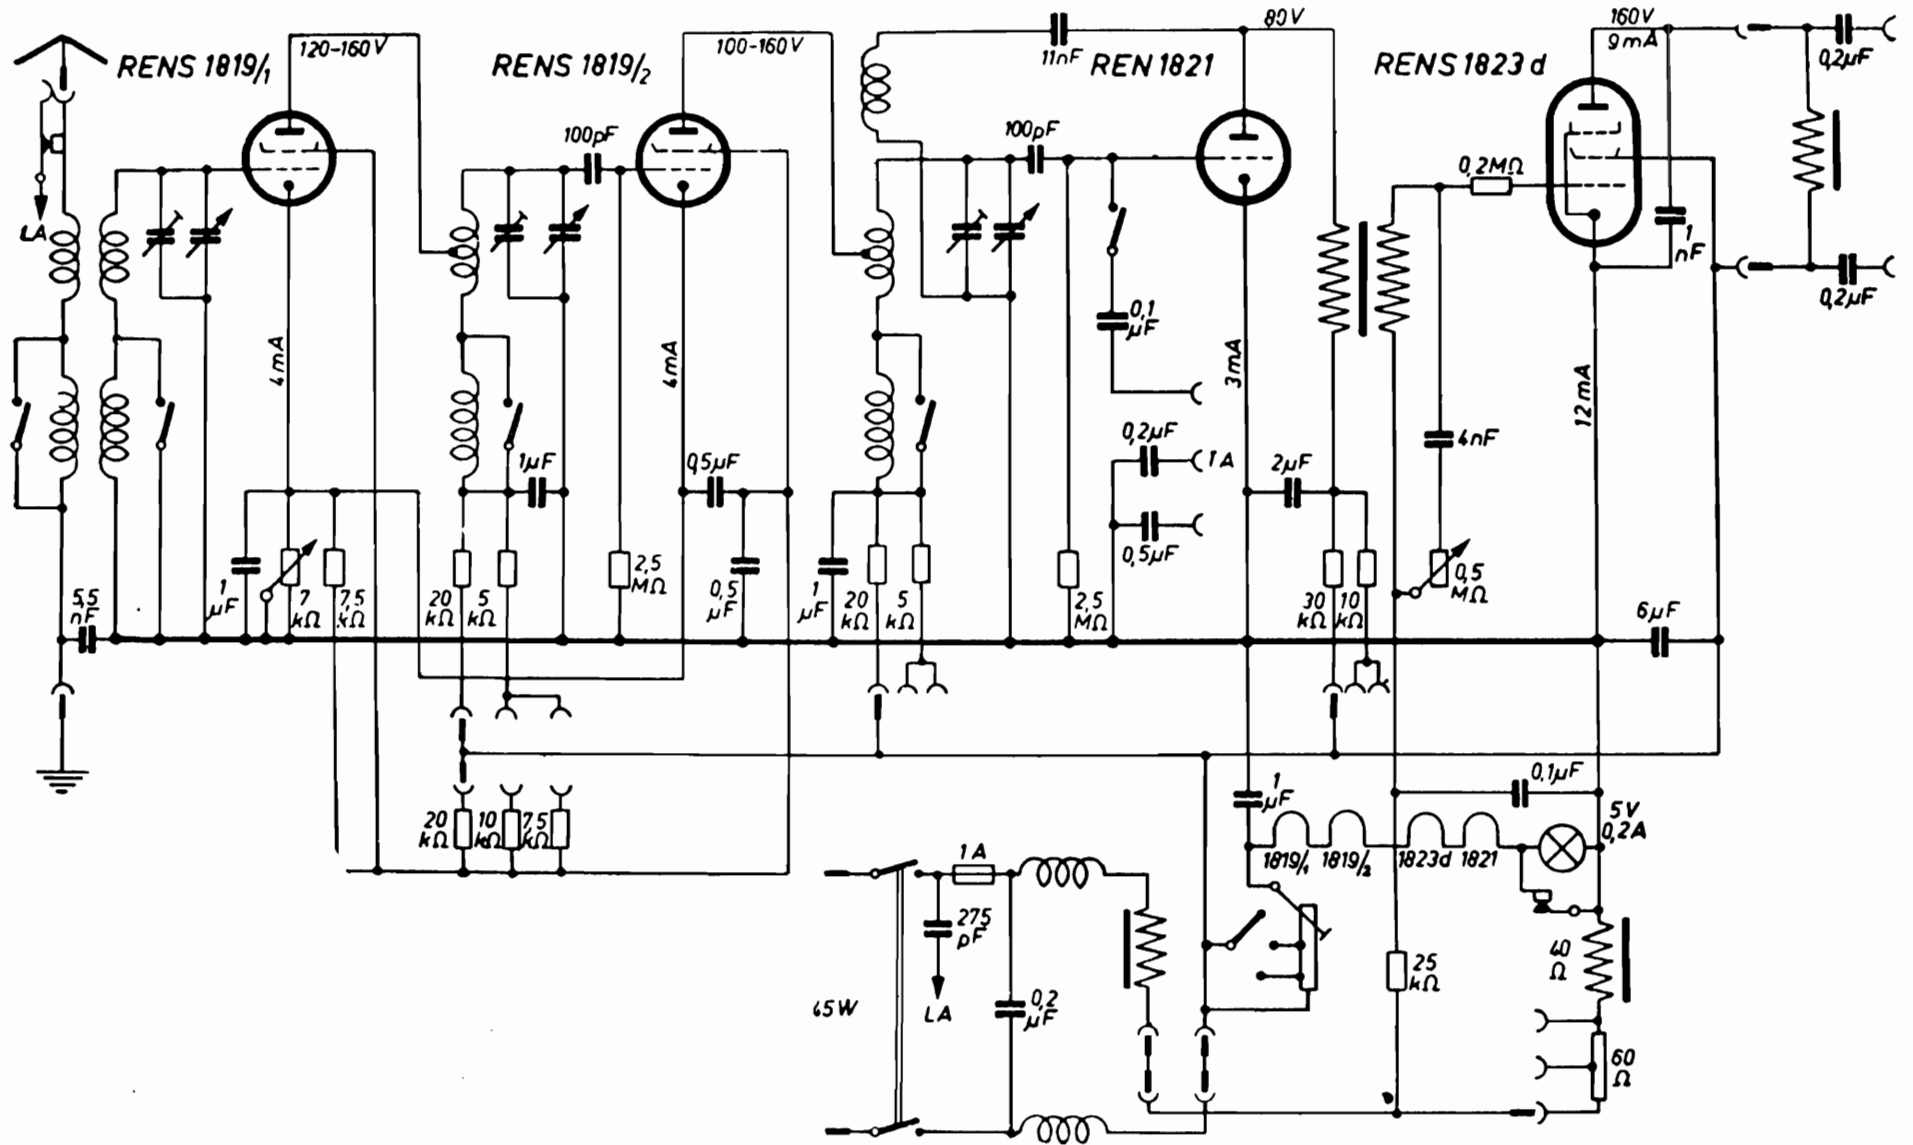 RENS 1819/1
120-160V
RENS 1819/2
100-160V
11nF
REN 1821
80V
RENS 1823d
160V
9mA
0,2µF
LA
100pF
100pF
0,2MΩ
1
nF
0,2µF
4mA
4mA
0,1
µF
3mA
12mA
1µF
0,5µF
0,2µF
1A
2µF
4nF
0,5µF
5,5
nF
1
µF
7
kΩ
7,5
kΩ
20
kΩ
5
kΩ
2,5
MΩ
0,5
µF
1
µF
20
kΩ
5
kΩ
2,5
MΩ
30
kΩ
10
kΩ
0,5
MΩ
6µF
20
kΩ
10
kΩ
7,5
kΩ
1
µF
0,1µF
5V
0,2A
1819/1
1819/2
1823d
1821
1A
275
pF
LA
0,2
µF
45W
25
kΩ
40
Ω
60
Ω